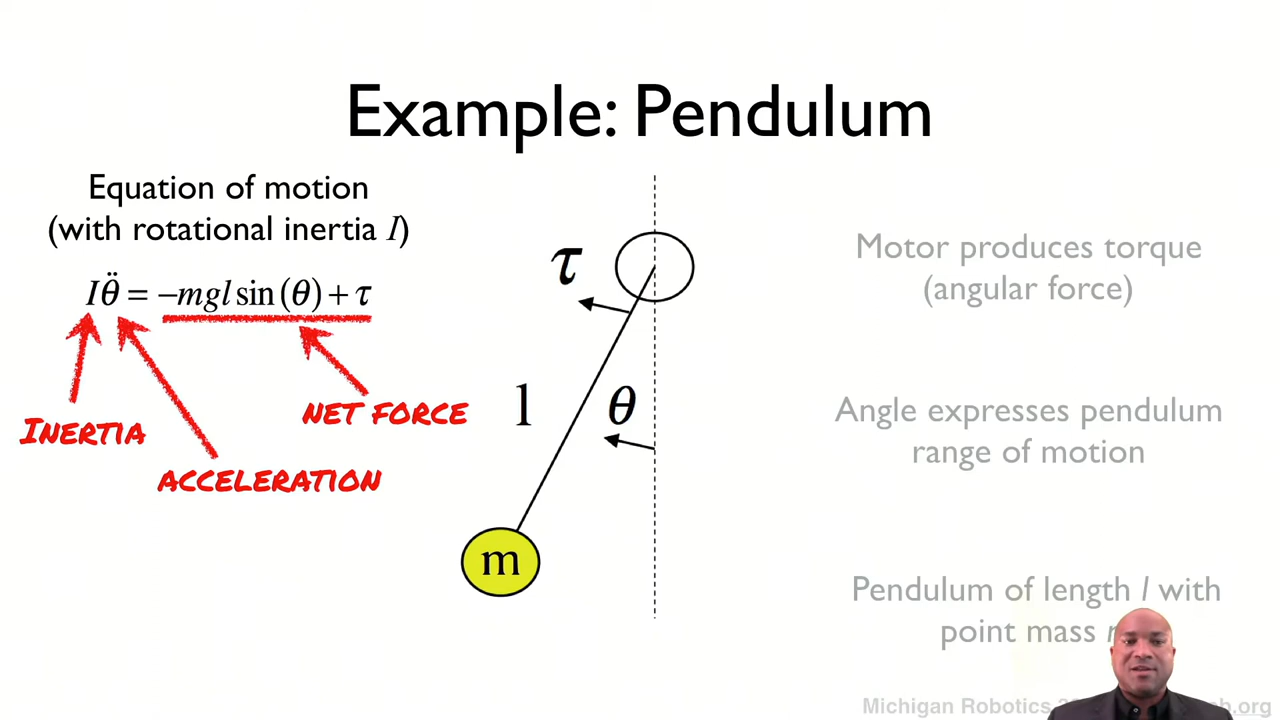 Example: Pendulum
Equation of motion
(with rotational inertia I)
Iθ̈ = −mgl sin(θ) + τ
INERTIA
ACCELERATION
NET FORCE
τ
l
θ
m
Motor produces torque
(angular force)
Angle expresses pendulum
range of motion
Pendulum of length l with
point mass
Michigan Robotics